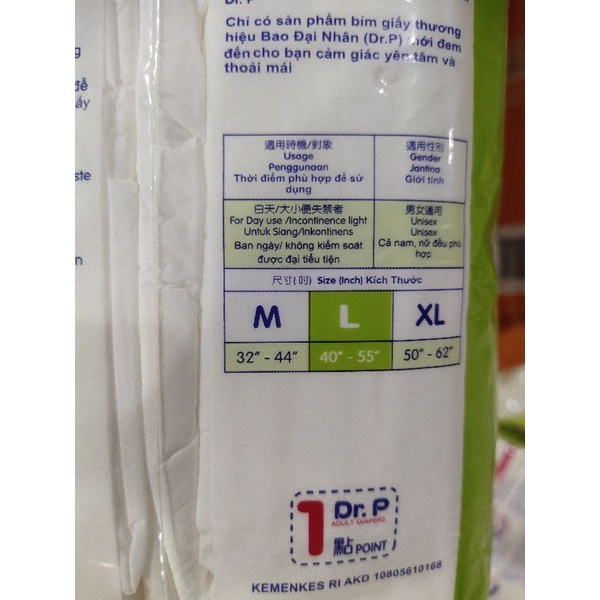 Dr. P
Chỉ có sản phẩm bỉm giấy thương
hiệu Bao Đại Nhân (Dr.P) mới đem
đến cho bạn cảm giác yên tâm và
thoải mái
適用時機/對象
Usage
Penggunaan
Thời điểm phù hợp để sử
dụng
適用性別
Gender
Jantina
Giới tính
白天/大小便失禁者
For Day use /Incontinence light
Untuk Siang/Inkontinens
Ban ngày/ không kiểm soát
được đại tiểu tiện
男女適用
Unisex
Unisex
Cả nam, nữ đều phù
hợp
尺寸(吋) Size (Inch) Kích Thước
M L XL
32" - 44" 40" - 55" 50" - 62"
1 Dr. P
ADULT DIAPERS
點 POINT
KEMENKES RI AKD 10805610168